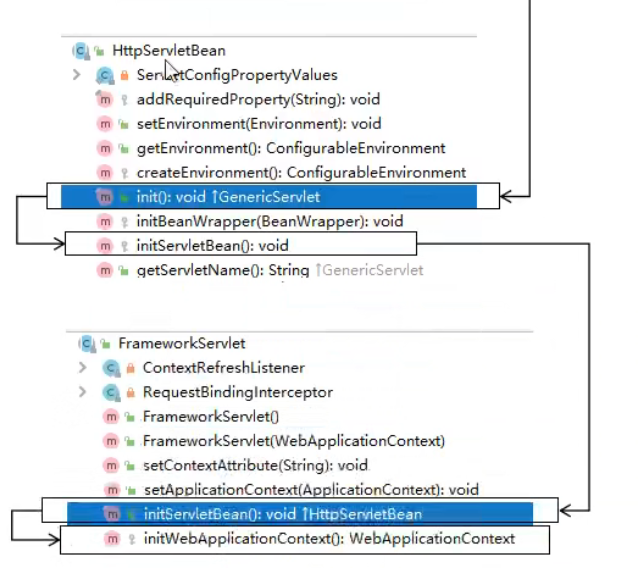 HttpServletBean
ServletConfigPropertyValues
addRequiredProperty(String): void
setEnvironment(Environment): void
getEnvironment(): ConfigurableEnvironment
createEnvironment(): ConfigurableEnvironment
init(): void ↑GenericServlet
initBeanWrapper(BeanWrapper): void
initServletBean(): void
getServletName(): String ↑GenericServlet
FrameworkServlet
ContextRefreshListener
RequestBindingInterceptor
FrameworkServlet()
FrameworkServlet(WebApplicationContext)
setContextAttribute(String): void
setApplicationContext(ApplicationContext): void
initServletBean(): void ↑HttpServletBean
initWebApplicationContext(): WebApplicationContext